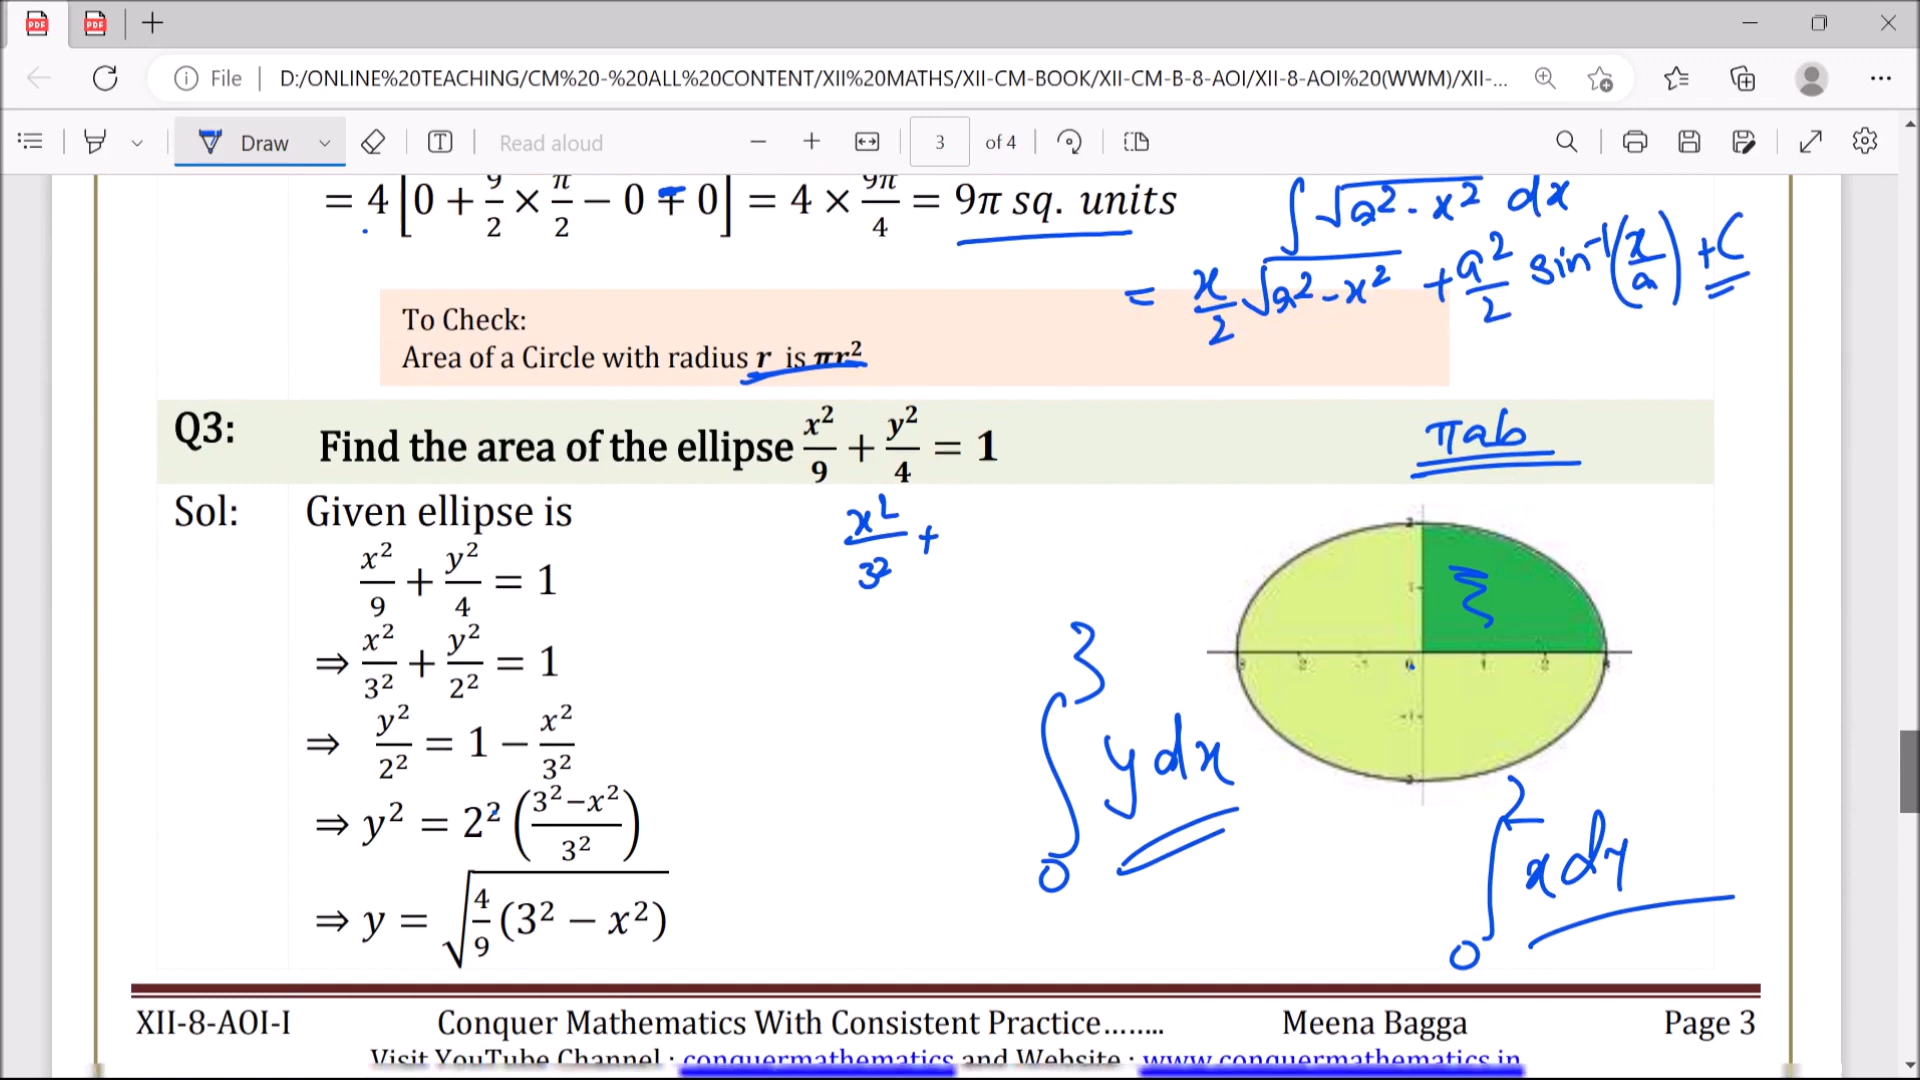 File | D:/ONLINE%20TEACHING/CM%20-%20ALL%20CONTENT/XII%20MATHS/XII-CM-BOOK/XII-CM-B-8-AOI/XII-8-AOI%20(WWM)/XII-...
Draw T Read aloud 3 of 4
= 4 [0 + 9/2 × π/2 − 0 − 0] = 4 × 9π/4 = 9π sq. units
∫ √a² - x² dx
= x/2 √a² - x² + a²/2 sin⁻¹(x/a) + C
To Check:
Area of a Circle with radius r is πr²
Q3: Find the area of the ellipse x²/9 + y²/4 = 1
πab
Sol: Given ellipse is
x²/9 + y²/4 = 1
x²/3² +
⇒ x²/3² + y²/2² = 1
⇒ y²/2² = 1 − x²/3²
⇒ y² = 2² (3²−x²/3²)
⇒ y = √4/9 (3² − x²)
∫₀³ y dx
∫₀² x dy
XII-8-AOI-I Conquer Mathematics With Consistent Practice…….. Meena Bagga Page 3
Visit YouTube Channel : conquermathematics and Website : www.conquermathematics.in